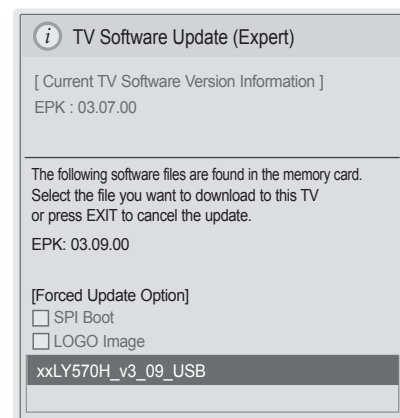 i TV Software Update (Expert)
[ Current TV Software Version Information ]
EPK : 03.07.00
The following software files are found in the memory card.
Select the file you want to download to this TV
or press EXIT to cancel the update.
EPK: 03.09.00
[Forced Update Option]
SPI Boot
LOGO Image
xxLY570H_v3_09_USB